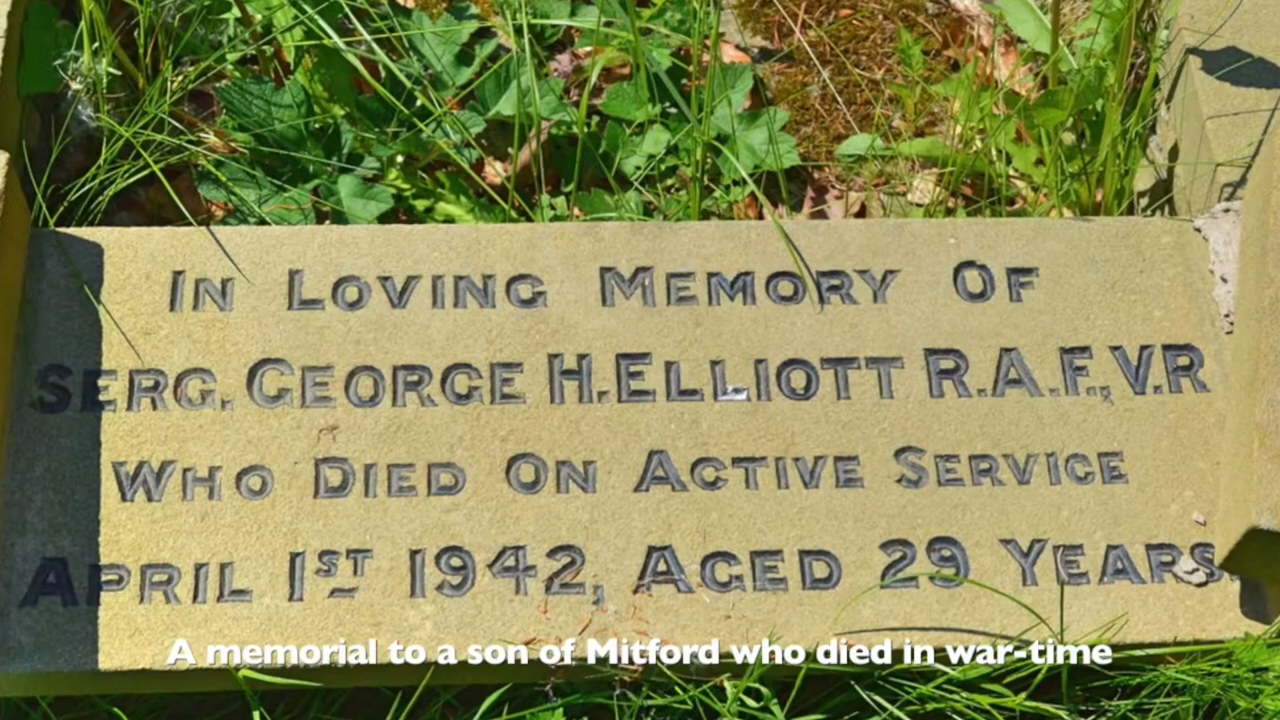 In Loving Memory Of
Serg. George H. Elliott R.A.F., V.R
Who Died On Active Service
April 1st 1942, Aged 29 Years.
A memorial to a son of Mitford who died in war-time